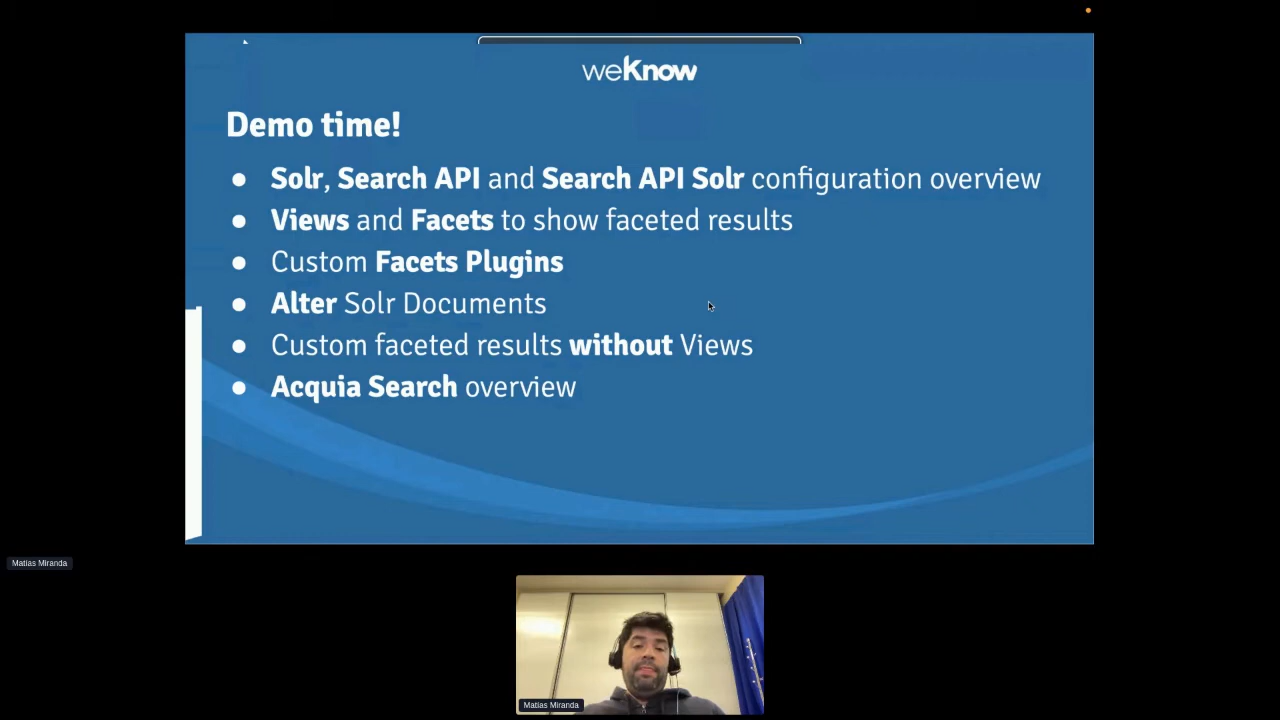 weKnow
Demo time!
● Solr, Search API and Search API Solr configuration overview
● Views and Facets to show faceted results
● Custom Facets Plugins
● Alter Solr Documents
● Custom faceted results without Views
● Acquia Search overview
Matias Miranda
Matias Miranda